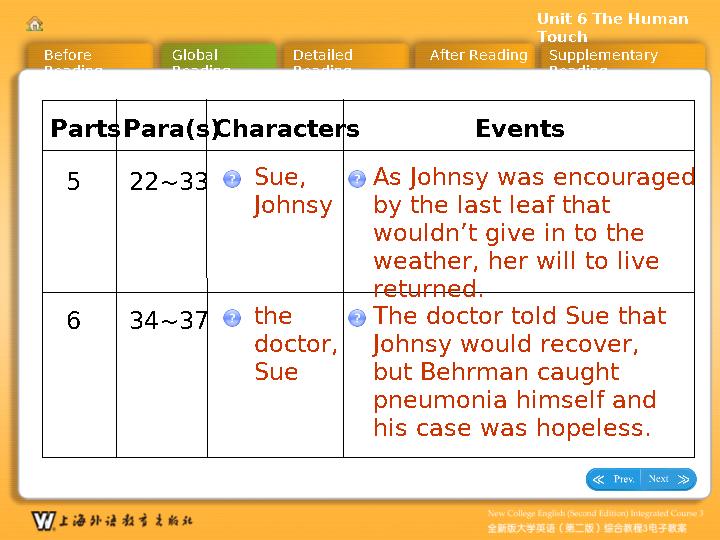 Unit 6 The Human
Touch
Before
Reading
Global
Reading
Detailed
Reading
After Reading
Supplementary
Reading
Parts
Para(s)
Characters
Events
5
22~33
Sue,
Johnsy
As Johnsy was encouraged
by the last leaf that
wouldn’t give in to the
weather, her will to live
returned.
6
34~37
the
doctor,
Sue
The doctor told Sue that
Johnsy would recover,
but Behrman caught
pneumonia himself and
his case was hopeless.
Prev.
Next
上海外语教育出版社
New College English (Second Edition) Integrated Course 3
全新版大学英语（第二版）综合教程3电子教案